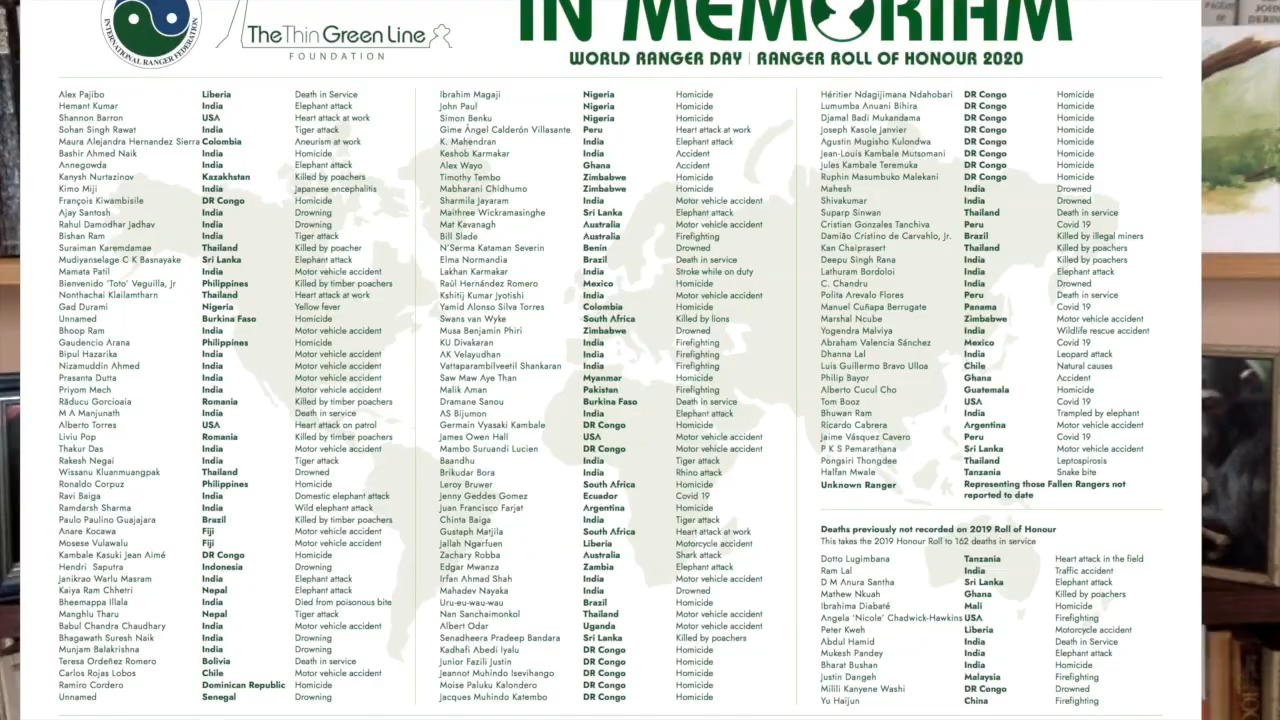 INTERNATIONAL RANGER FEDERATION
TheThin Green Line
FOUNDATION
IN MEMORIAM
WORLD RANGER DAY | RANGER ROLL OF HONOUR 2020
Alex Pajibo Liberia Death in Service
Hemant Kumar India Elephant attack
Shannon Barron USA Heart attack at work
Sohan Singh Rawat India Tiger attack
Maura Alejandra Hernandez Sierra Colombia Aneurism at work
Bashir Ahmed Naik India Homicide
Annegowda India Elephant attack
Kanysh Nurtazinov Kazakhstan Killed by poachers
Kimo Miji India Japanese encephalitis
François Kiwambisile DR Congo Homicide
Ajay Santosh India Drowning
Rahul Damodhar Jadhav India Drowning
Bishan Ram India Tiger attack
Suraiman Karemdamae Thailand Killed by poacher
Mudiyanselage C K Basnayake Sri Lanka Elephant attack
Mamata Patil India Motor vehicle accident
Bienvenido 'Toto' Veguilla, Jr Philippines Killed by timber poachers
Nonthachai Klailamtharn Thailand Heart attack at work
Gad Durami Nigeria Yellow fever
Unnamed Burkina Faso Homicide
Bhoop Ram India Motor vehicle accident
Gaudencio Arana Philippines Homicide
Bipul Hazarika India Motor vehicle accident
Nizamuddin Ahmed India Motor vehicle accident
Prasanta Dutta India Motor vehicle accident
Priyom Mech India Motor vehicle accident
Răducu Gorcioaia Romania Killed by timber poachers
M A Manjunath India Death in service
Alberto Torres USA Heart attack on patrol
Liviu Pop Romania Killed by timber poachers
Thakur Das India Motor vehicle accident
Rakesh Negai India Tiger attack
Wissanu Kluanmuangpak Thailand Drowned
Ronaldo Corpuz Philippines Homicide
Ravi Baiga India Domestic elephant attack
Ramdarsh Sharma India Wild elephant attack
Paulo Paulino Guajajara Brazil Killed by timber poachers
Anare Kocawa Fiji Motor vehicle accident
Mosese Vulawalu Fiji Motor vehicle accident
Kambale Kasuki Jean Aimé DR Congo Homicide
Hendri Saputra Indonesia Drowning
Janikrao Warlu Masram India Elephant attack
Kaiya Ram Chhetri Nepal Elephant attack
Bheemappa Illala India Died from poisonous bite
Manghlu Tharu Nepal Tiger attack
Babul Chandra Chaudhary India Motor vehicle accident
Bhagawath Suresh Naik India Drowning
Munjam Balakrishna India Drowning
Teresa Ordeñez Romero Bolivia Death in service
Carlos Rojas Lobos Chile Motor vehicle accident
Ramiro Cordero Dominican Republic Homicide
Unnamed Senegal Drowning
Ibrahim Magaji Nigeria Homicide
John Paul Nigeria Homicide
Simon Benku Nigeria Homicide
Gime Ángel Calderón Villasante Peru Heart attack at work
K. Mahendran India Elephant attack
Keshob Karmakar India Accident
Alex Wayo Ghana Accident
Timothy Tembo Zimbabwe Homicide
Mabharani Chidhumo Zimbabwe Homicide
Sharmila Jayaram India Motor vehicle accident
Maithree Wickramasinghe Sri Lanka Elephant attack
Mat Kavanagh Australia Motor vehicle accident
Bill Slade Australia Firefighting
N'Serma Kataman Severin Benin Drowned
Elma Normandia Brazil Death in service
Lakhan Karmakar India Stroke while on duty
Raúl Hernández Romero Mexico Homicide
Kshitij Kumar Jyotishi India Motor vehicle accident
Yamid Alonso Silva Torres Colombia Homicide
Swans van Wyke South Africa Killed by lions
Musa Benjamin Phiri Zimbabwe Drowned
KU Divakaran India Firefighting
AK Velayudhan India Firefighting
Vattaparambilveetil Shankaran India Firefighting
Saw Maw Aye Than Myanmar Homicide
Malik Aman Pakistan Firefighting
Dramane Sanou Burkina Faso Death in service
AS Bijumon India Elephant attack
Germain Vyasaki Kambale DR Congo Homicide
James Owen Hall USA Motor vehicle accident
Mambo Suruandi Lucien DR Congo Motor vehicle accident
Baandhu India Tiger attack
Brikudar Bora India Rhino attack
Leroy Bruwer South Africa Homicide
Jenny Geddes Gomez Ecuador Covid 19
Juan Francisco Farjat Argentina Homicide
Chinta Baiga India Tiger attack
Gustaph Matjila South Africa Heart attack at work
Jallah Ngarfuen Liberia Motorcycle accident
Zachary Robba Australia Shark attack
Edgar Mwanza Zambia Elephant attack
Irfan Ahmad Shah India Motor vehicle accident
Mahadev Nayaka India Drowned
Uru-eu-wau-wau Brazil Homicide
Nan Sanchaimonkol Thailand Motor vehicle accident
Albert Odar Uganda Motor vehicle accident
Senadheera Pradeep Bandara Sri Lanka Killed by poachers
Kadhafi Abedi Iyalu DR Congo Homicide
Junior Fazili Justin DR Congo Homicide
Jeannot Muhindo Isevihango DR Congo Homicide
Moise Paluku Kalondero DR Congo Homicide
Jacques Muhindo Katembo DR Congo Homicide
Héritier Ndagijimana Ndahobari DR Congo Homicide
Lumumba Anuani Bihira DR Congo Homicide
Djamal Badi Mukandama DR Congo Homicide
Joseph Kasole Janvier DR Congo Homicide
Agustin Mugisho Kulondwa DR Congo Homicide
Jean-Louis Kambale Mutsomani DR Congo Homicide
Jules Kambale Teremuka DR Congo Homicide
Ruphin Masumbuko Malekani DR Congo Homicide
Mahesh India Drowned
Shivakumar India Drowned
Suparp Sinwan Thailand Death in service
Cristian Gonzales Tanchiva Peru Covid 19
Damião Cristino de Carvahlo, Jr. Brazil Killed by illegal miners
Kan Chaiprasert Thailand Killed by poachers
Deepu Singh Rana India Killed by poachers
Lathuram Bordoloi India Elephant attack
C. Chandru India Drowned
Polita Arevalo Flores Peru Death in service
Manuel Cuñapa Berrugate Panama Covid 19
Marshal Ncube Zimbabwe Motor vehicle accident
Yogendra Malviya India Wildlife rescue accident
Abraham Valencia Sánchez Mexico Covid 19
Dhanna Lal India Leopard attack
Luis Guillermo Bravo Ulloa Chile Natural causes
Philip Bayor Ghana Accident
Alberto Cucul Cho Guatemala Homicide
Tom Booz USA Covid 19
Bhuwan Ram India Trampled by elephant
Ricardo Cabrera Argentina Motor vehicle accident
Jaime Vásquez Cavero Peru Covid 19
P K S Pemarathana Sri Lanka Motor vehicle accident
Pongsiri Thongdee Thailand Leptospirosis
Halfan Mwale Tanzania Snake bite
Unknown Ranger Representing those Fallen Rangers not
reported to date
Deaths previously not recorded on 2019 Roll of Honour
This takes the 2019 Honour Roll to 162 deaths in service
Dotto Lugimbana Tanzania Heart attack in the field
Ram Lal India Traffic accident
D M Anura Santha Sri Lanka Elephant attack
Mathew Nkuah Ghana Killed by poachers
Ibrahima Diabaté Mali Homicide
Angela 'Nicole' Chadwick-Hawkins USA Firefighting
Peter Kweh Liberia Motorcycle accident
Abdul Hamid India Death in Service
Mukesh Pandey India Elephant attack
Bharat Bushan India Homicide
Justin Dangeh Malaysia Firefighting
Milili Kanyene Washi DR Congo Drowned
Yu Haijun China Firefighting